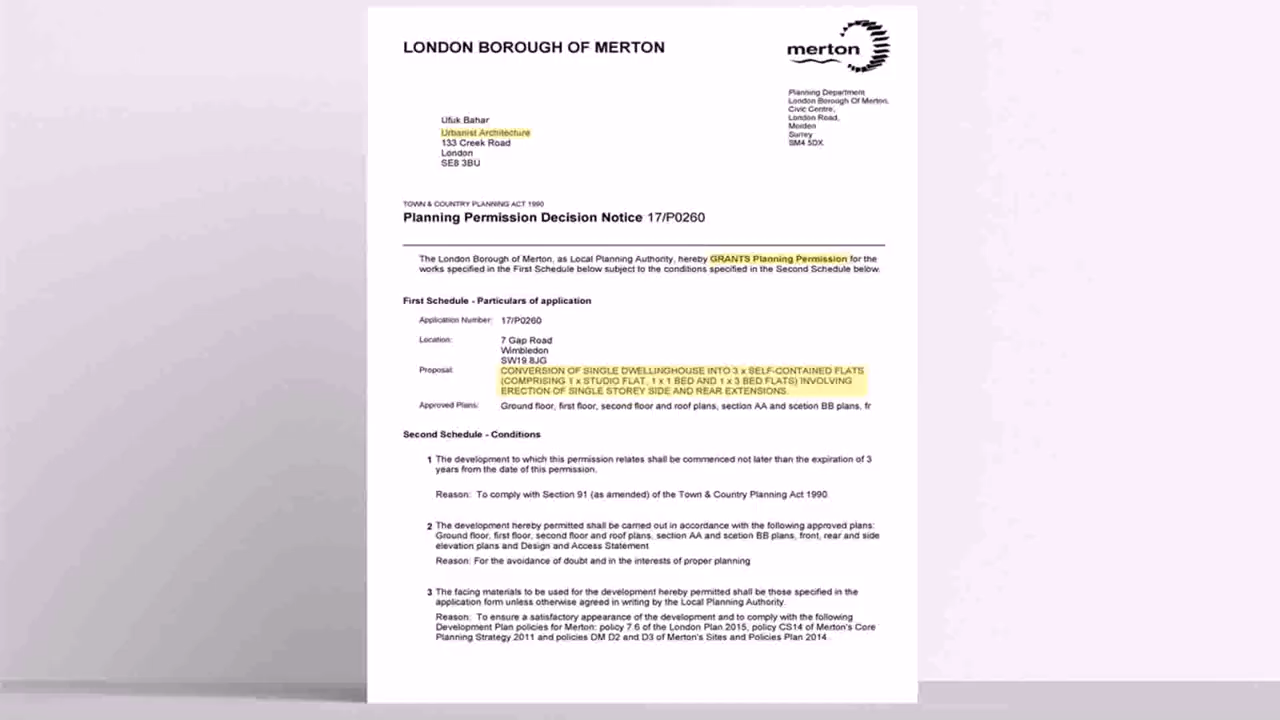 LONDON BOROUGH OF MERTON
merton
Planning Department
London Borough Of Merton,
Civic Centre,
London Road,
Morden
Surrey
SM4 5DX
Ufuk Bahar
Urbanist Architecture
133 Creek Road
London
SE8 3BU
TOWN & COUNTRY PLANNING ACT 1990
Planning Permission Decision Notice 17/P0260
The London Borough of Merton, as Local Planning Authority, hereby GRANTS Planning Permission for the
works specified in the First Schedule below subject to the conditions specified in the Second Schedule below.
First Schedule - Particulars of application
Application Number: 17/P0260
Location: 7 Gap Road
Wimbledon
SW19 8JG
Proposal: CONVERSION OF SINGLE DWELLINGHOUSE INTO 3 x SELF-CONTAINED FLATS
(COMPRISING 1 x STUDIO FLAT, 1 x 1 BED AND 1 x 3 BED FLATS) INVOLVING
ERECTION OF SINGLE STOREY SIDE AND REAR EXTENSIONS.
Approved Plans: Ground floor, first floor, second floor and roof plans, section AA and scetion BB plans, fr
Second Schedule - Conditions
1 The development to which this permission relates shall be commenced not later than the expiration of 3
years from the date of this permission.
Reason: To comply with Section 91 (as amended) of the Town & Country Planning Act 1990
2 The development hereby permitted shall be carried out in accordance with the following approved plans:
Ground floor, first floor, second floor and roof plans, section AA and scetion BB plans, front, rear and side
elevation plans and Design and Access Statement
Reason: For the avoidance of doubt and in the interests of proper planning
3 The facing materials to be used for the development hereby permitted shall be those specified in the
application form unless otherwise agreed in writing by the Local Planning Authority.
Reason: To ensure a satisfactory appearance of the development and to comply with the following
Development Plan policies for Merton: policy 7.6 of the London Plan 2015, policy CS14 of Merton's Core
Planning Strategy 2011 and policies DM D2 and D3 of Merton's Sites and Policies Plan 2014